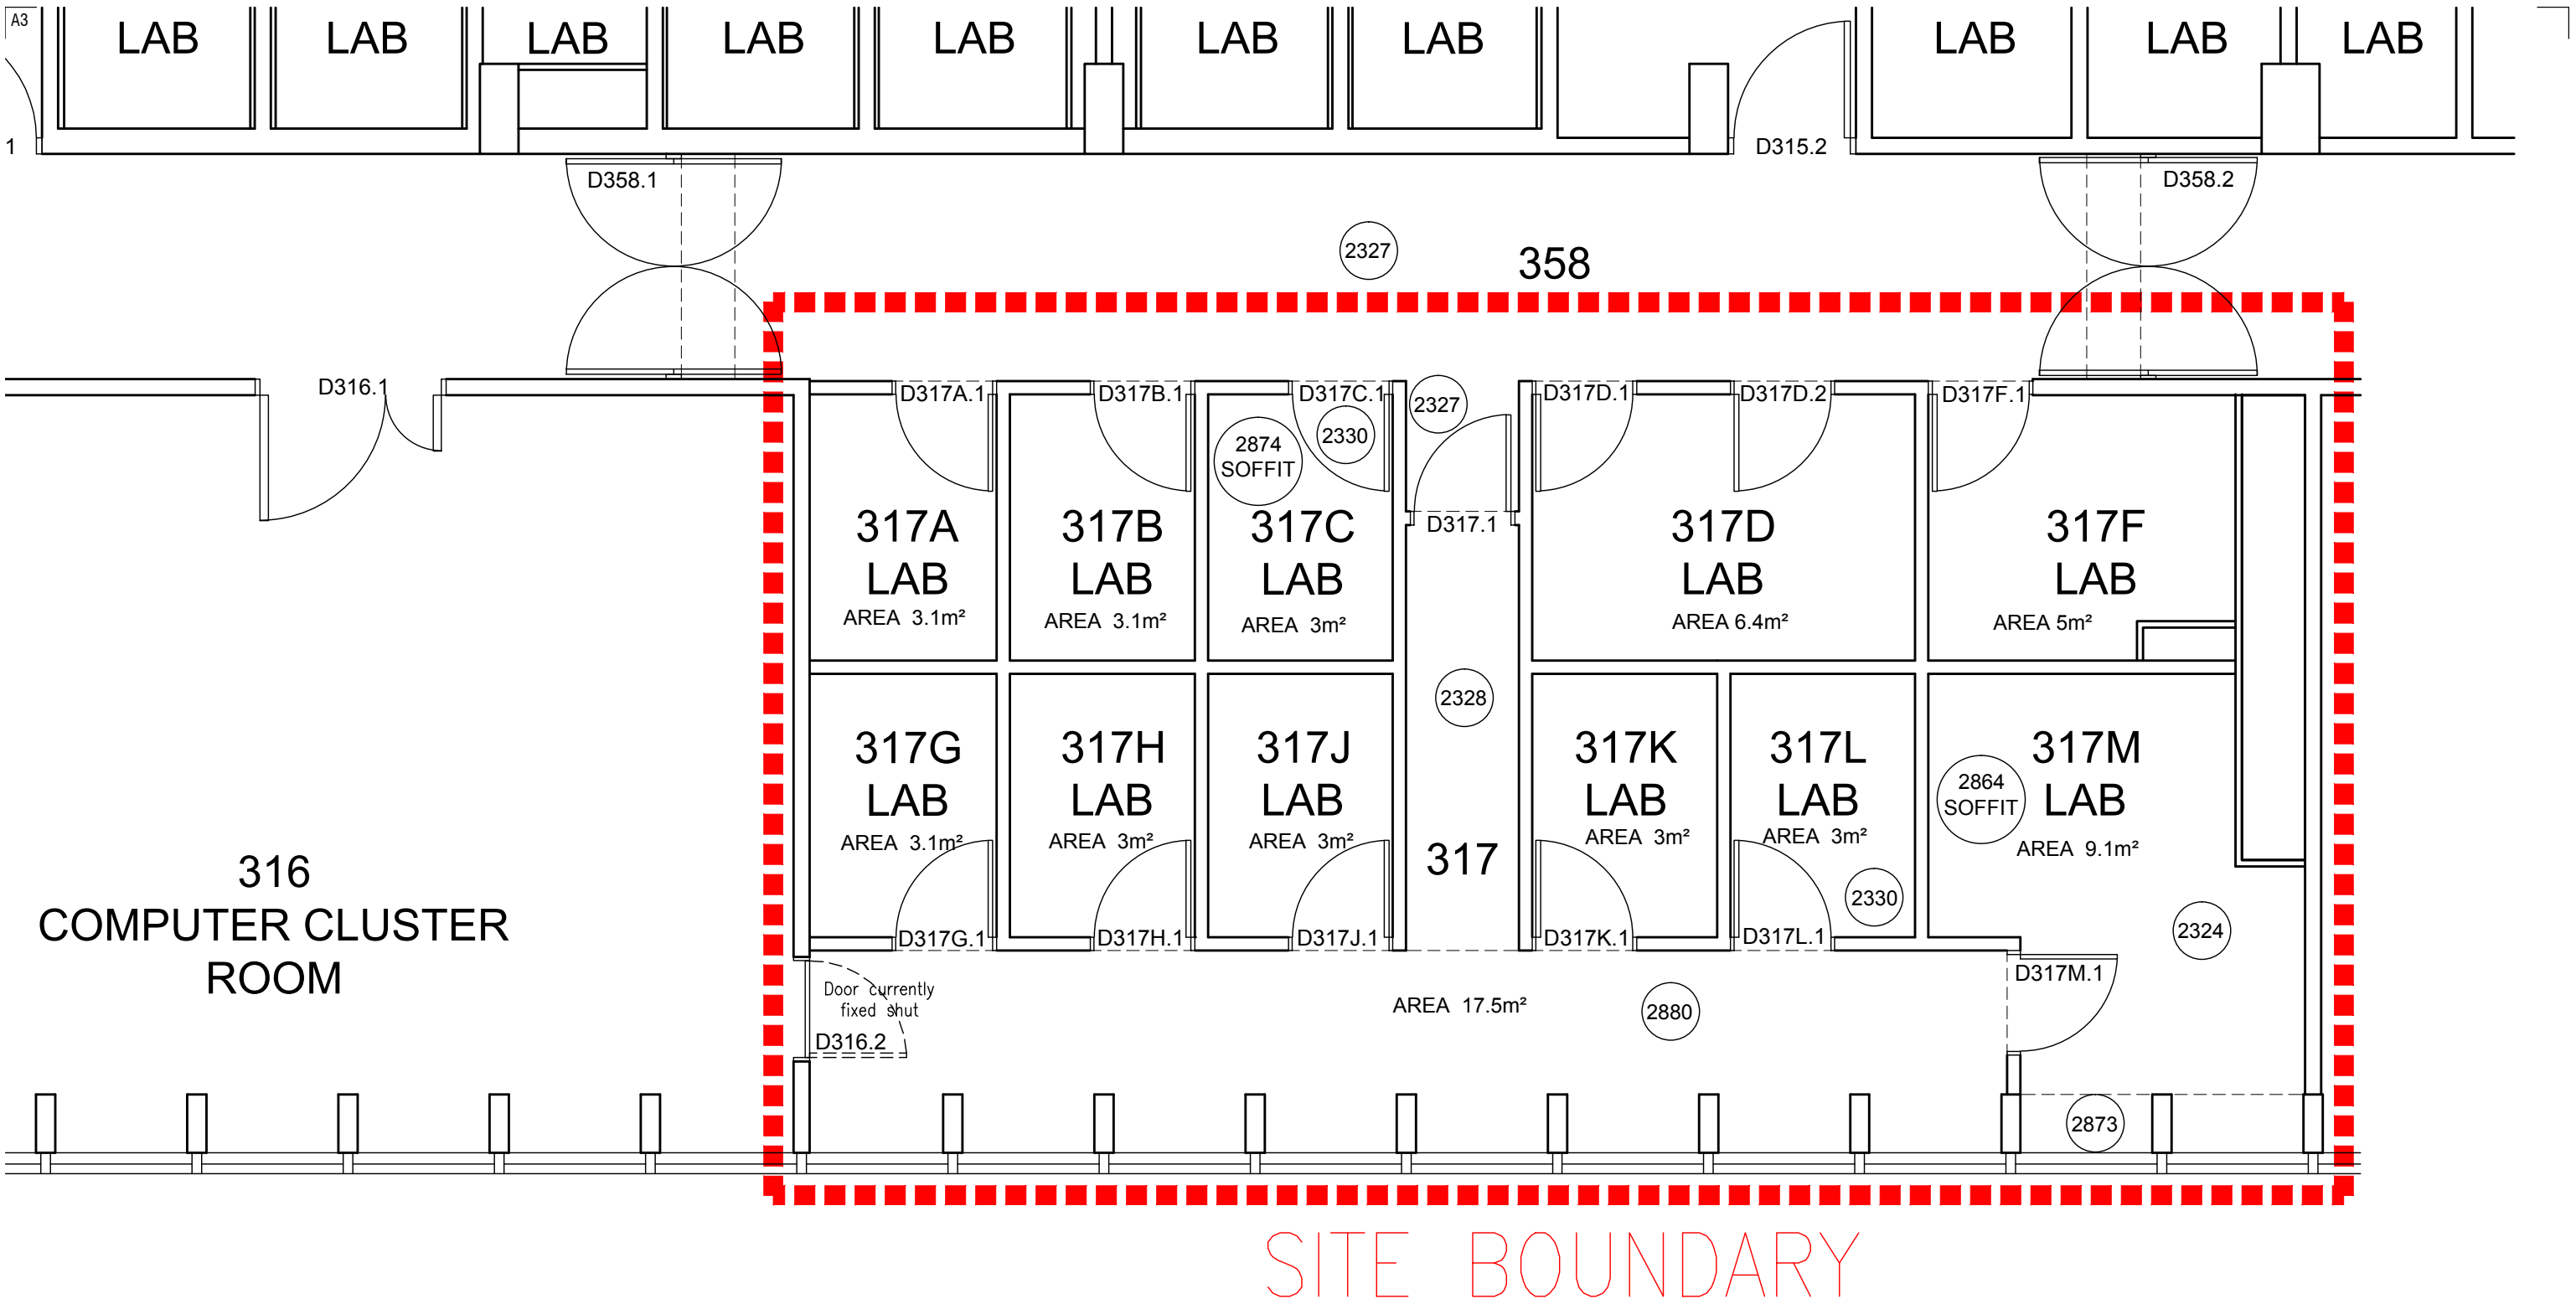 A3
LAB
LAB
LAB
LAB
LAB
LAB
LAB
LAB
LAB
LAB
1
D315.2
D358.1
D358.2
2327
358
D316.1
D317A.1
D317B.1
D317C.1
2327
D317D.1
D317D.2
D317F.1
2330
2874
SOFFIT
D317.1
317A
LAB
AREA 3.1m²
317B
LAB
AREA 3.1m²
317C
LAB
AREA 3m²
317D
LAB
AREA 6.4m²
317F
LAB
AREA 5m²
2328
317G
LAB
AREA 3.1m²
317H
LAB
AREA 3m²
317J
LAB
AREA 3m²
317
317K
LAB
AREA 3m²
317L
LAB
AREA 3m²
2864
SOFFIT
317M
LAB
AREA 9.1m²
316
COMPUTER CLUSTER
ROOM
2330
2324
D317G.1
D317H.1
D317J.1
D317K.1
D317L.1
D317M.1
Door currently
fixed shut
D316.2
AREA 17.5m²
2880
2873
SITE BOUNDARY